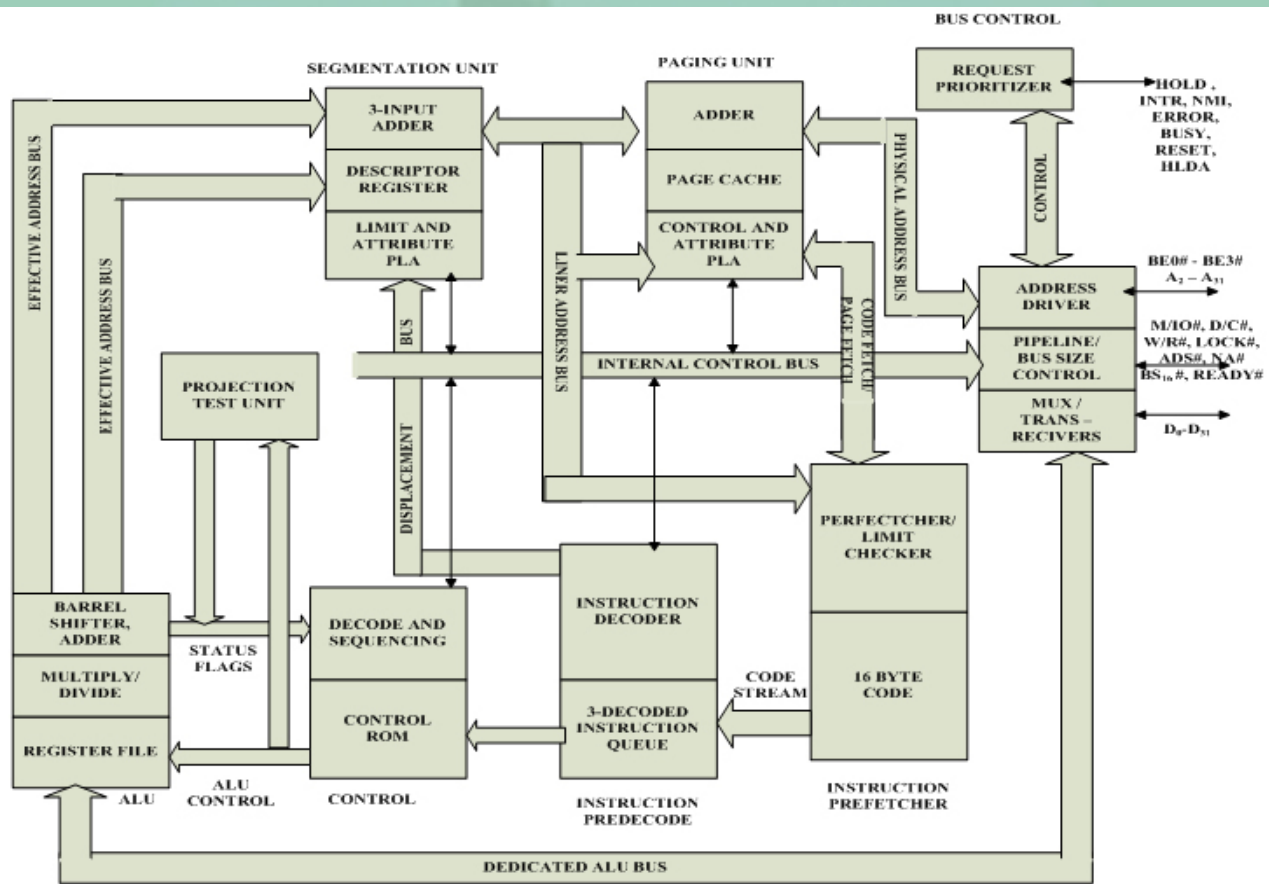 BUS CONTROL
SEGMENTATION UNIT
PAGING UNIT
REQUEST
PRIORITIZER
HOLD ,
INTR, NMI,
ERROR,
BUSY,
RESET,
HLDA
3-INPUT
ADDER
DESCRIPTOR
REGISTER
LIMIT AND
ATTRIBUTE
PLA
ADDER
PAGE CACHE
CONTROL AND
ATTRIBUTE
PLA
EFFECTIVE ADDRESS BUS
EFFECTIVE ADDRESS BUS
LINER ADDRESS BUS
PHYSICAL ADDRESS BUS
CONTROL
CODE FETCH/
PAGE FETCH
ADDRESS
DRIVER
PIPELINE/
BUS SIZE
CONTROL
MUX /
TRANS –
RECIVERS
BE0# - BE3#
A₂ – A₃₁
M/IO#, D/C#,
W/R#, LOCK#,
ADS#, NA#
BS₁₆ #, READY#
D₀-D₃₁
INTERNAL CONTROL BUS
DISPLACEMENT
BUS
PROJECTION
TEST UNIT
BARREL
SHIFTER,
ADDER
MULTIPLY/
DIVIDE
REGISTER FILE
ALU
STATUS
FLAGS
ALU
CONTROL
DECODE AND
SEQUENCING
CONTROL
ROM
CONTROL
INSTRUCTION
DECODER
3-DECODED
INSTRUCTION
QUEUE
INSTRUCTION
PREDECODE
CODE
STREAM
PERFECTCHER/
LIMIT
CHECKER
16 BYTE
CODE
INSTRUCTION
PREFETCHER
DEDICATED ALU BUS